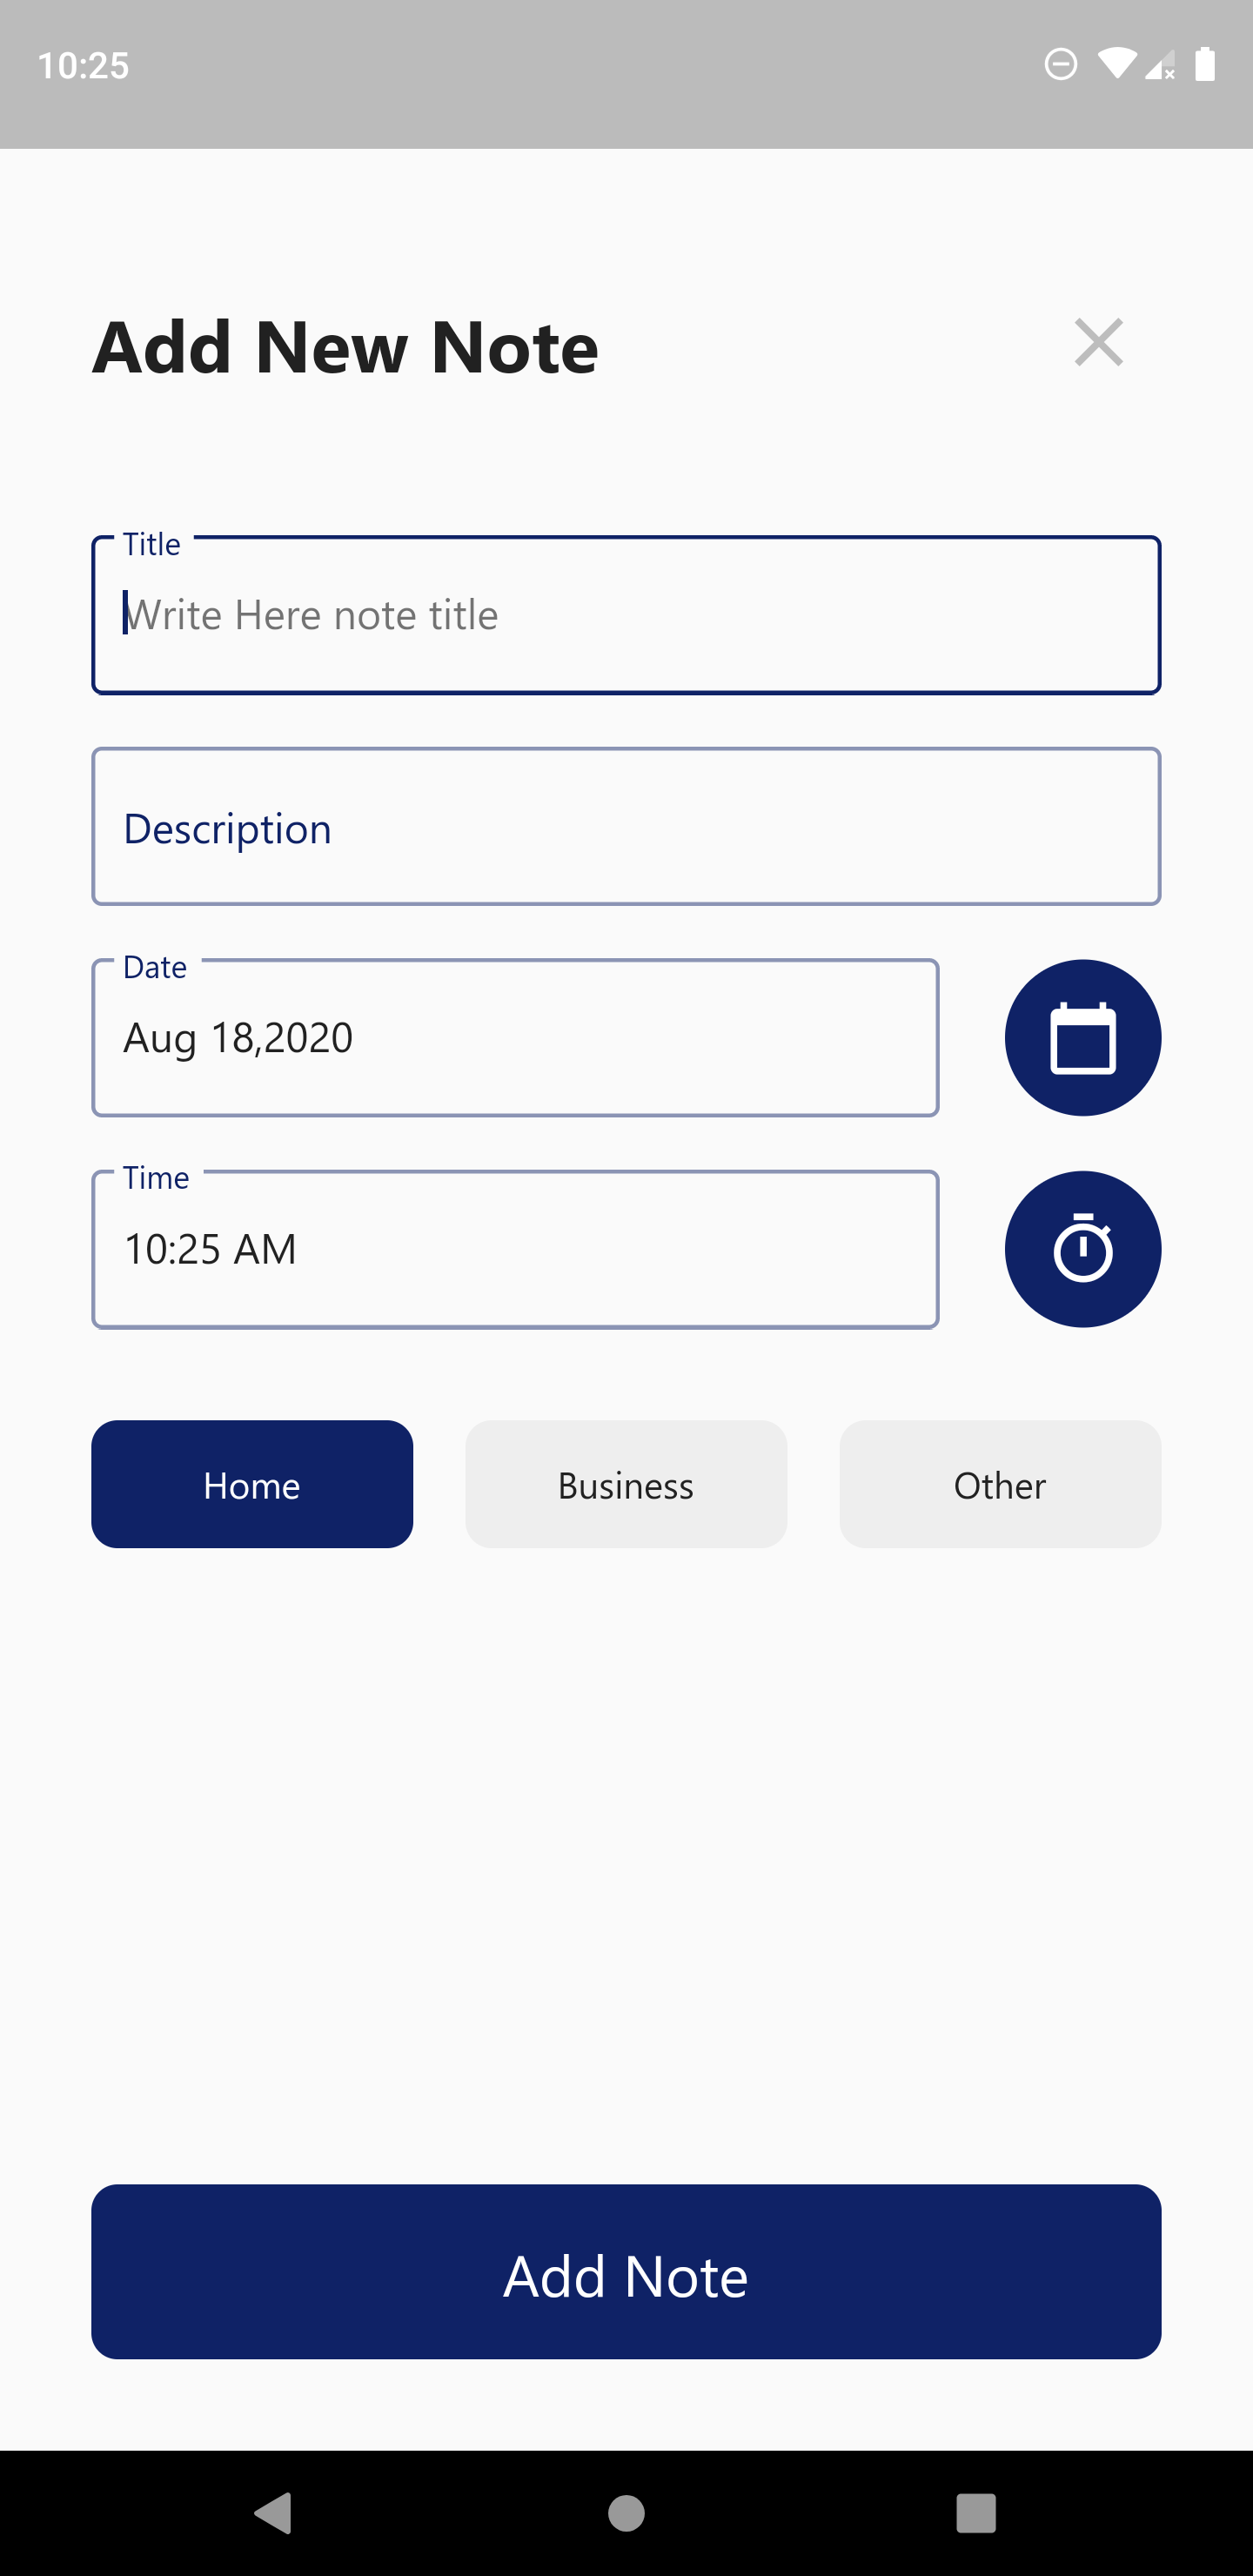 10:25
Add New Note
Title
Write Here note title
Description
Date
Aug 18,2020
Time
10:25 AM
Home Business Other
Add Note